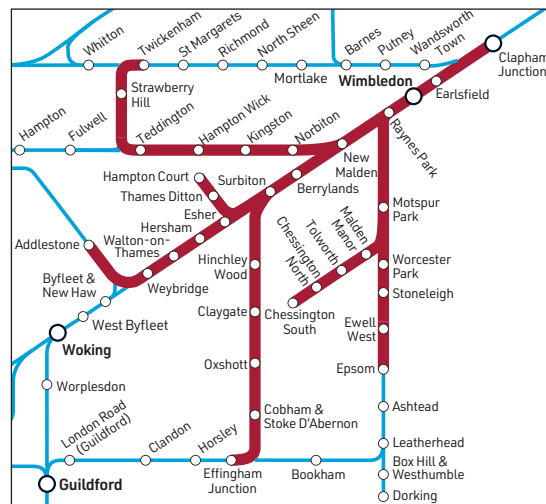 Whitton
Twickenham
St Margarets
Richmond
North Sheen
Mortlake
Barnes
Putney
Wandsworth
Town
Clapham
Junction
Wimbledon
Earlsfield
Strawberry
Hill
Raynes Park
Hampton
Fulwell
Teddington
Hampton Wick
Kingston
Norbiton
New
Malden
Hampton Court
Surbiton
Berrylands
Thames Ditton
Esher
Hersham
Walton-on-
Thames
Addlestone
Weybridge
Motspur
Park
Malden
Manor
Tolworth
Chessington
North
Chessington
South
Worcester
Park
Stoneleigh
Ewell
West
Epsom
Hinchley
Wood
Claygate
Oxshott
Cobham &
Stoke D'Abernon
Byfleet &
New Haw
West Byfleet
Woking
Worplesdon
London Road
(Guildford)
Clandon
Horsley
Effingham
Junction
Bookham
Guildford
Ashtead
Leatherhead
Box Hill &
Westhumble
Dorking